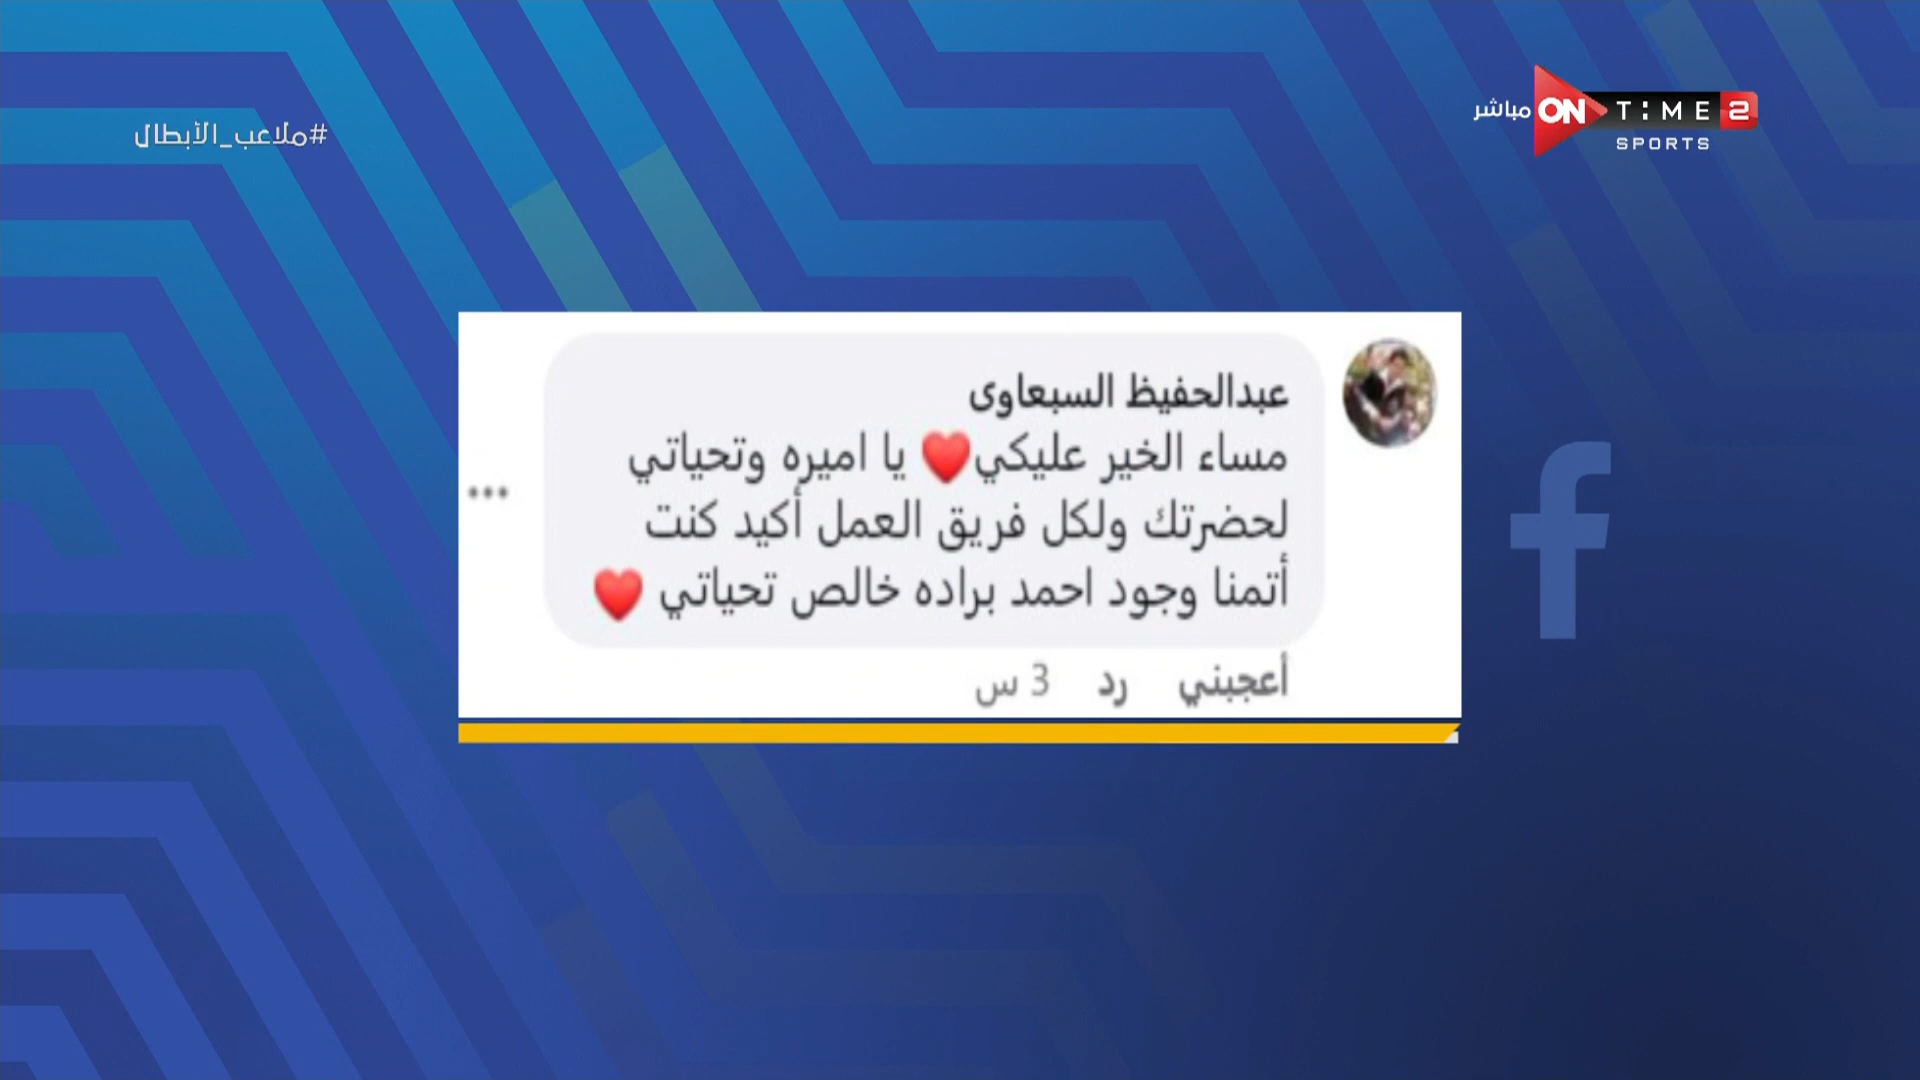 #ملاعب_الأبطال
مباشر ON TIME 2
SPORTS
عبدالحفيظ السبعاوى
مساء الخير عليكي❤️ يا اميره وتحياتي
لحضرتك ولكل فريق العمل أكيد كنت
أتمنا وجود احمد براده خالص تحياتي ❤️
أعجبني رد 3 س